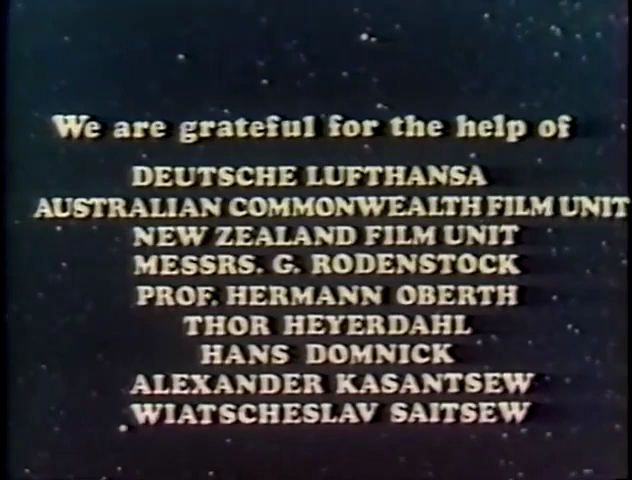 We are grateful for the help of
DEUTSCHE LUFTHANSA
AUSTRALIAN COMMONWEALTH FILM UNIT
NEW ZEALAND FILM UNIT
MESSRS. G. RODENSTOCK
PROF. HERMANN OBERTH
THOR HEYERDAHL
HANS DOMNICK
ALEXANDER KASANTSEW
WIATSCHESLAV SAITSEW